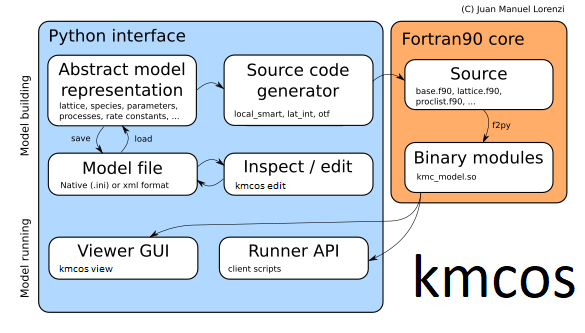 (C) Juan Manuel Lorenzi
Python interface
Fortran90 core
Model building
Abstract model
representation
lattice, species, parameters,
processes, rate constants, ...
Source code
generator
local_smart, lat_int, otf
Source
base.f90, lattice.f90,
proclist.f90, ...
save
load
f2py
Model file
Native (.ini) or xml format
Inspect / edit
kmcos edit
Binary modules
kmc_model.so
Model running
Viewer GUI
kmcos view
Runner API
client scripts
kmcos